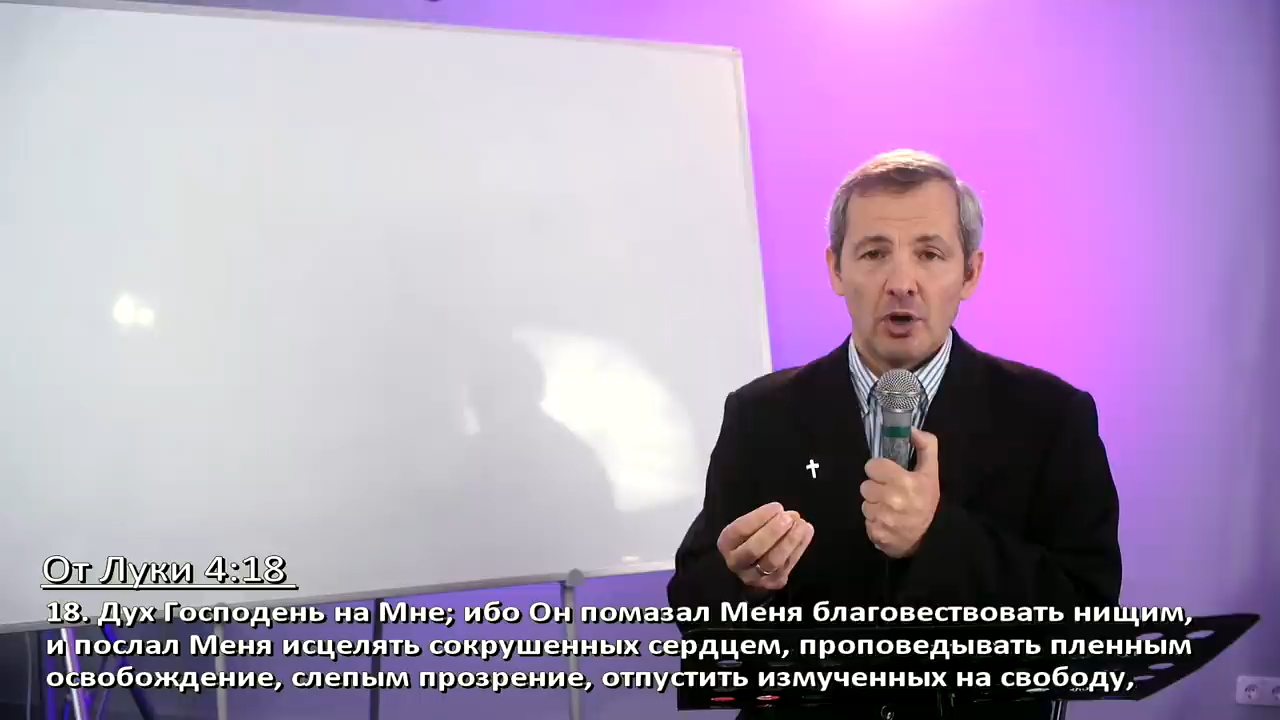 От Луки 4:18
18. Дух Господень на Мне; ибо Он помазал Меня благовествовать нищим,
и послал Меня исцелять сокрушенных сердцем, проповедывать пленным
освобождение, слепым прозрение, отпустить измученных на свободу,